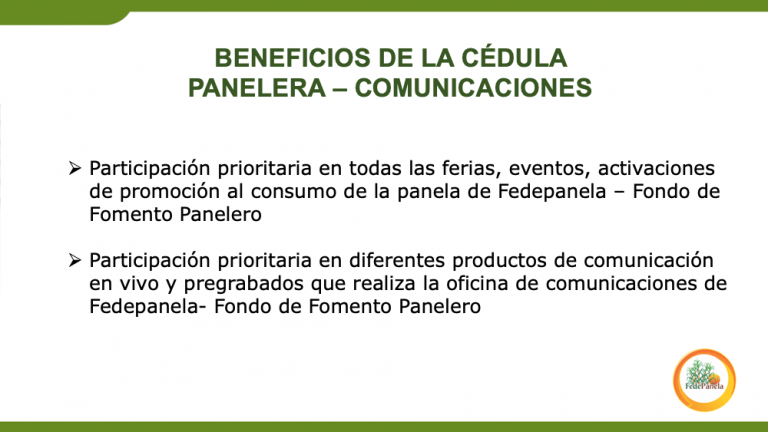 BENEFICIOS DE LA CÉDULA
PANELERA – COMUNICACIONES
➢ Participación prioritaria en todas las ferias, eventos, activaciones
de promoción al consumo de la panela de Fedepanela – Fondo de
Fomento Panelero
➢ Participación prioritaria en diferentes productos de comunicación
en vivo y pregrabados que realiza la oficina de comunicaciones de
Fedepanela- Fondo de Fomento Panelero
FedePanela